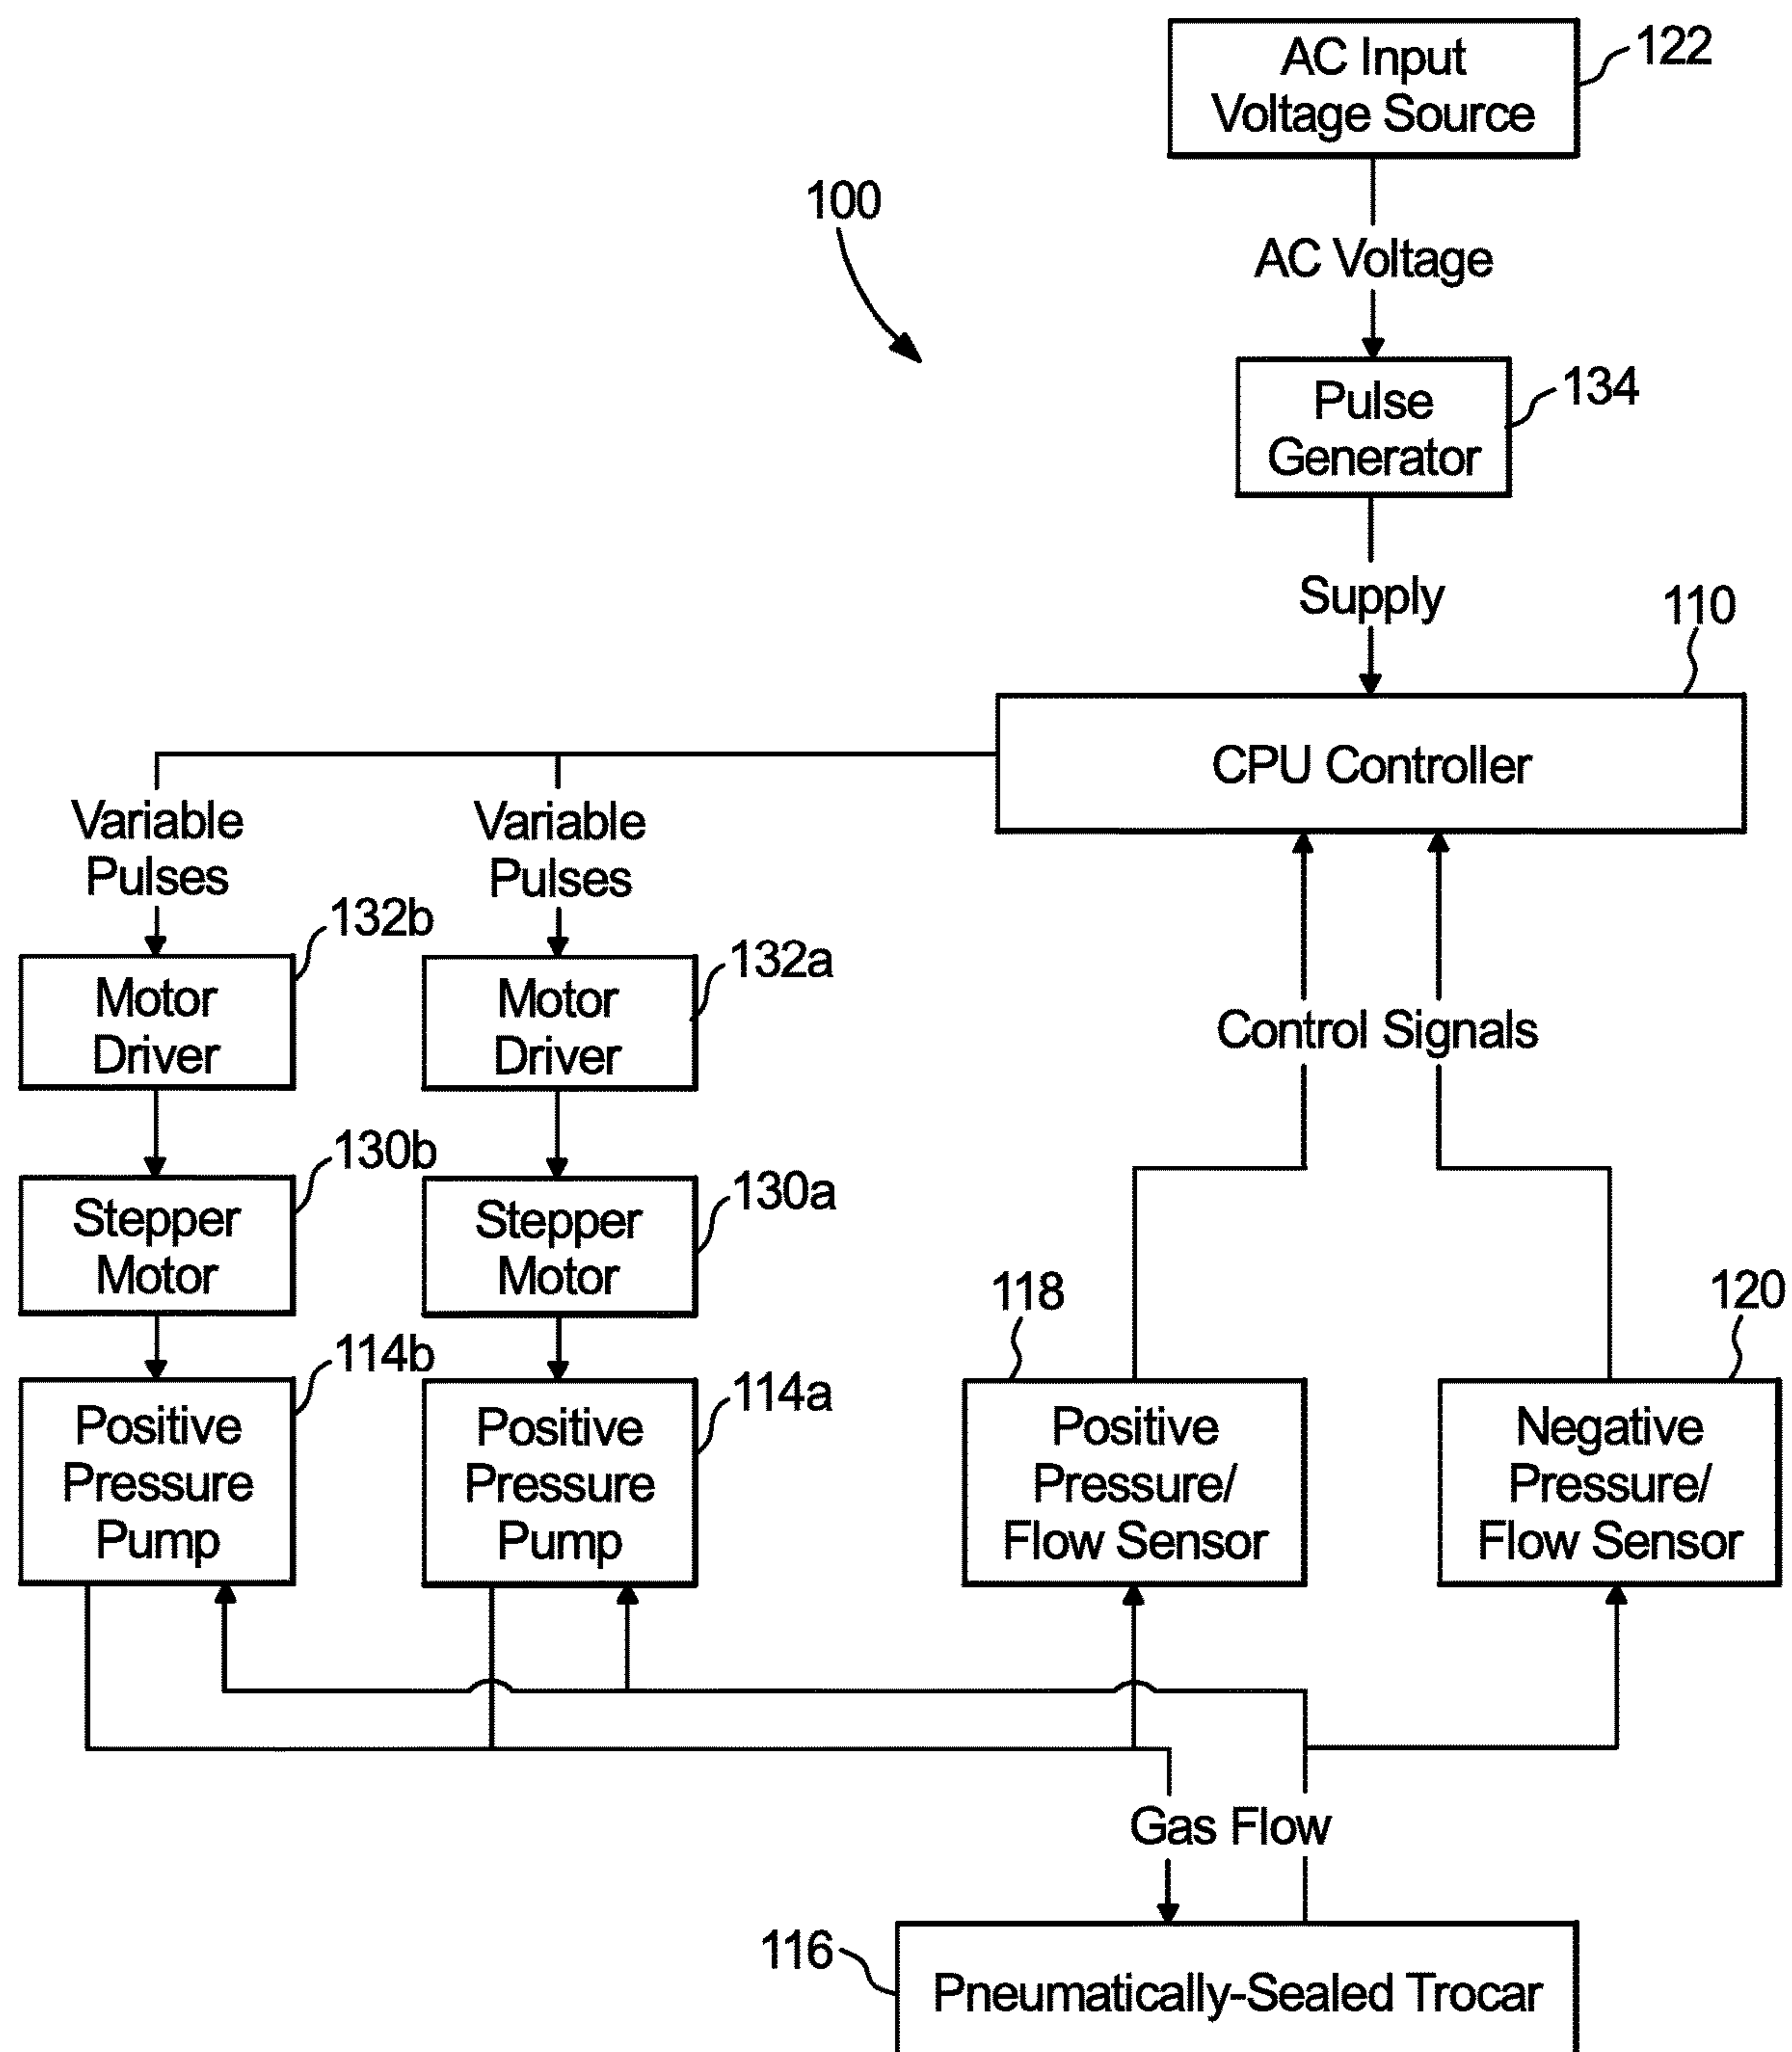 AC Input
Voltage Source
122
100
AC Voltage
Pulse
Generator
134
Supply
110
CPU Controller
Variable
Pulses
Variable
Pulses
132b
132a
Motor
Driver
Motor
Driver
Control Signals
130b
130a
Stepper
Motor
Stepper
Motor
118
120
114b
114a
Positive
Pressure
Pump
Positive
Pressure
Pump
Positive
Pressure/
Flow Sensor
Negative
Pressure/
Flow Sensor
Gas Flow
116
Pneumatically-Sealed Trocar